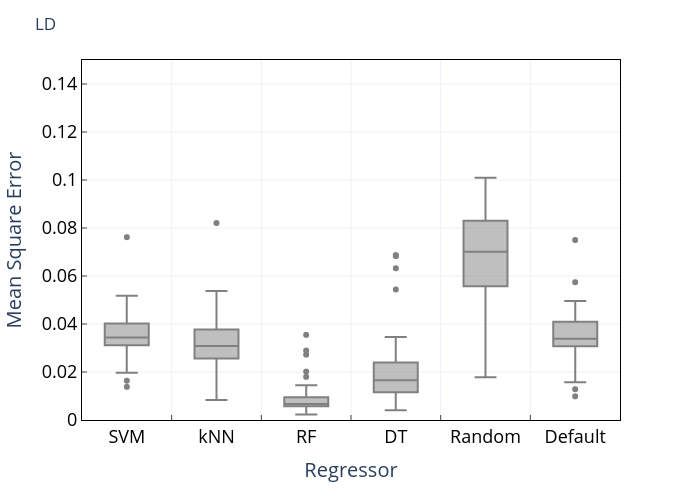 LD
0.14
0.12
0.1
0.08
0.06
0.04
0.02
0
Mean Square Error
SVM kNN RF DT Random Default
Regressor